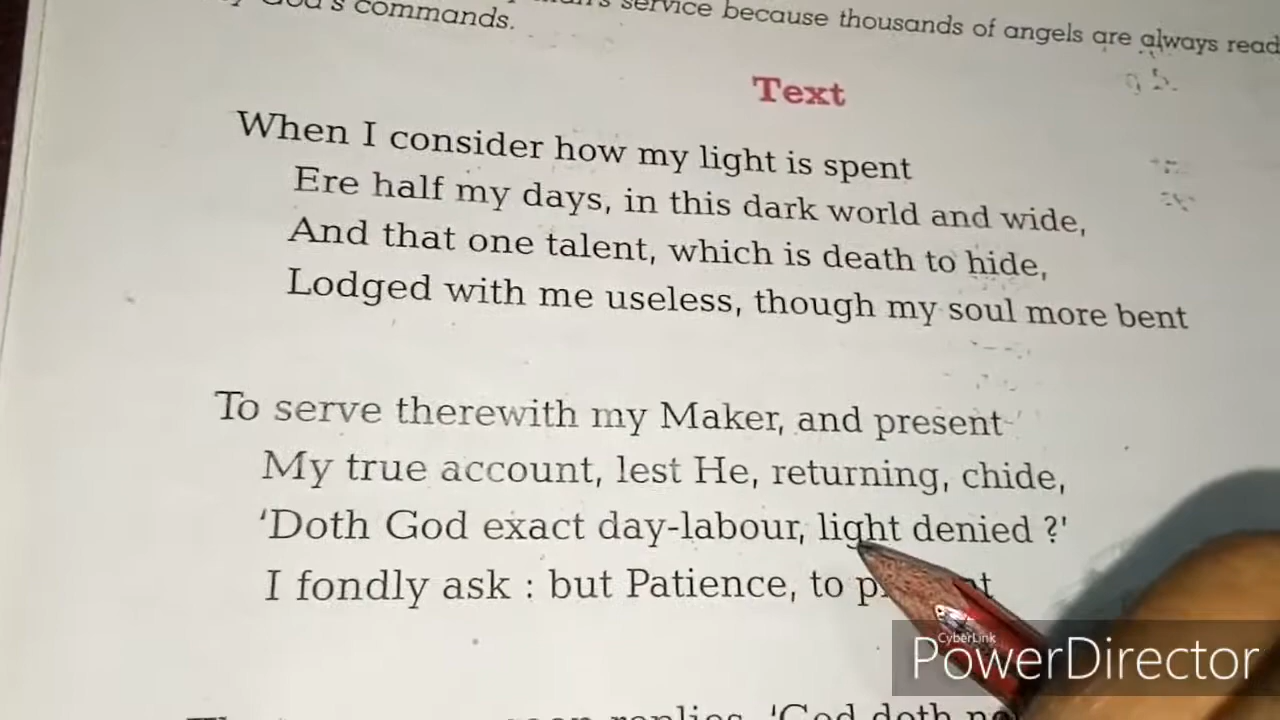 God's commands.
service because thousands of angels are always read
Text
When I consider how my light is spent
Ere half my days, in this dark world and wide,
And that one talent, which is death to hide,
Lodged with me useless, though my soul more bent
To serve therewith my Maker, and present
My true account, lest He, returning, chide,
'Doth God exact day-labour, light denied ?'
I fondly ask : but Patience, to
replies, 'God doth
CyberLink
PowerDirector